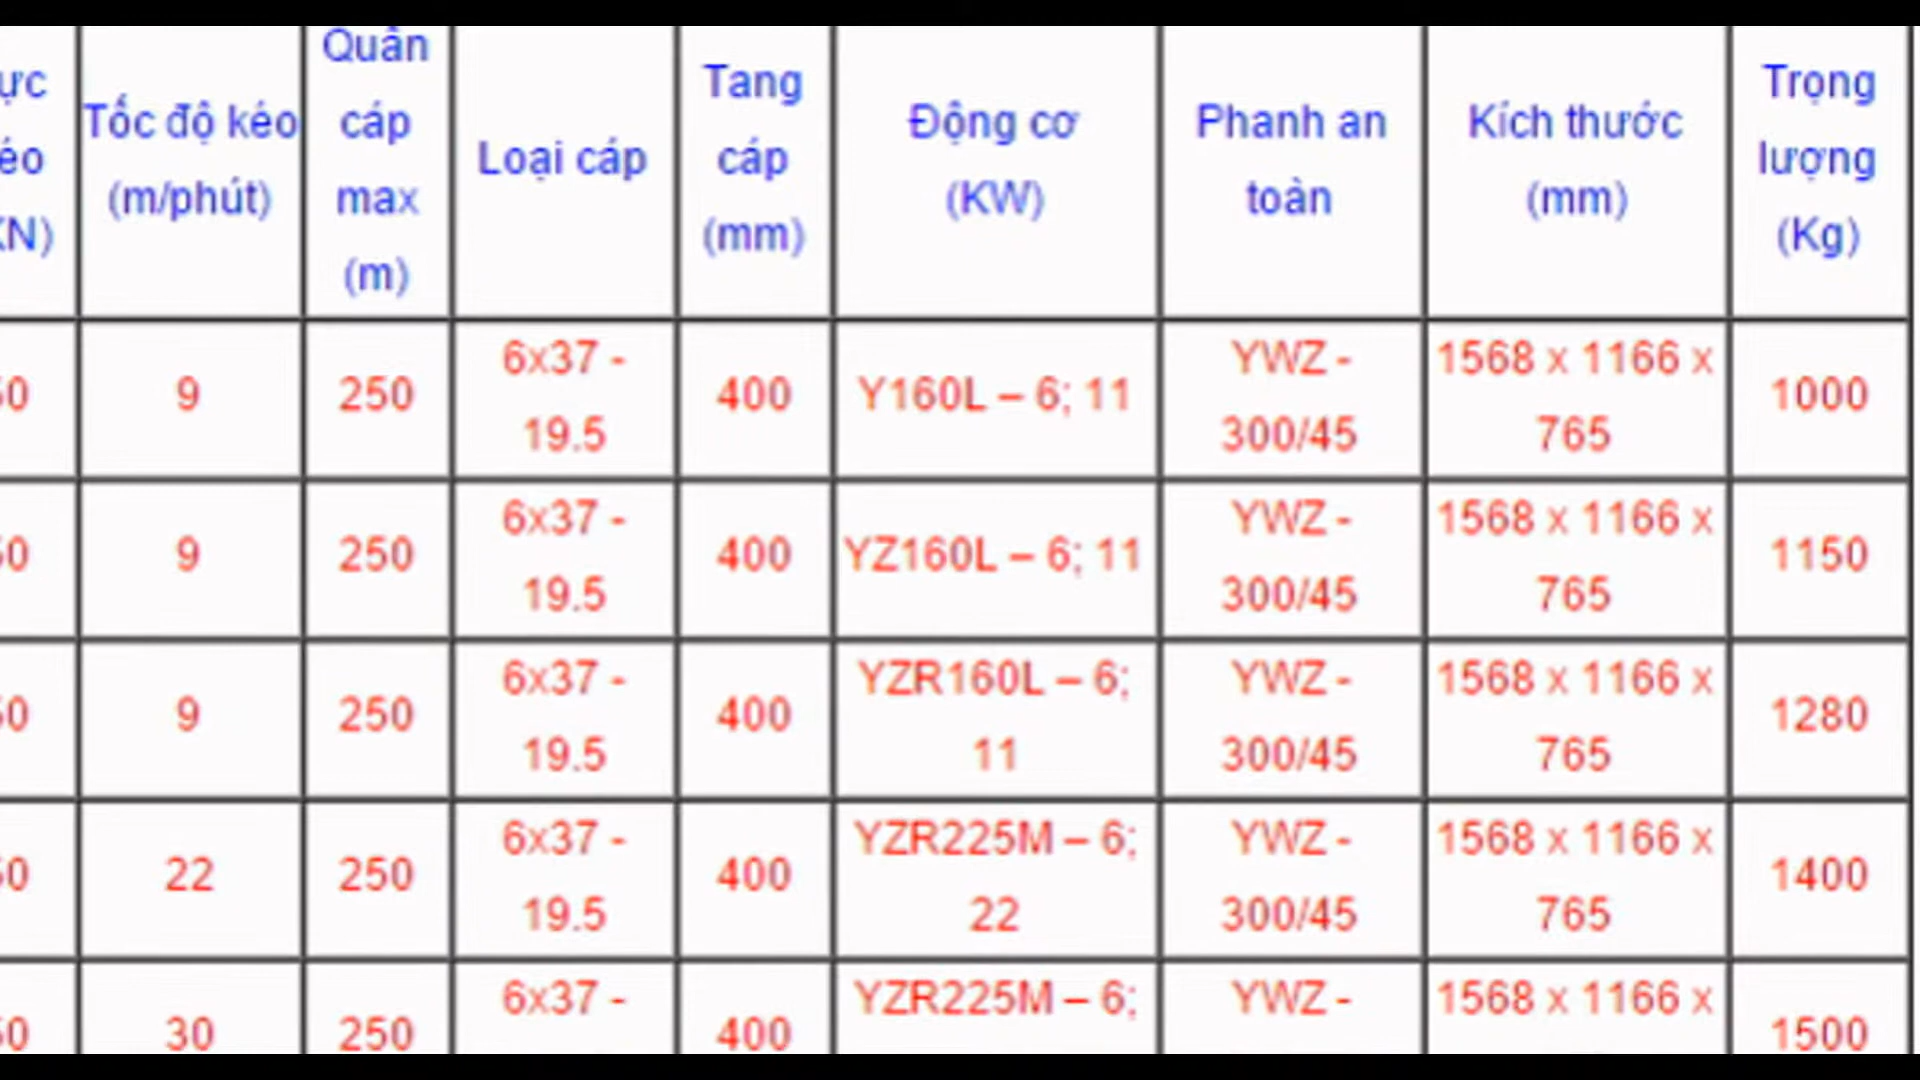 Tốc độ kéo
(m/phút)
Quấn
cáp
max
(m)
Loại cáp
Tang
cáp
(mm)
Động cơ
(KW)
Phanh an
toàn
Kích thước
(mm)
Trọng
lượng
(Kg)
9
250
6x37 -
19.5
400
Y160L – 6; 11
YWZ -
300/45
1568 x 1166 x
765
1000
9
250
6x37 -
19.5
400
YZ160L – 6; 11
YWZ -
300/45
1568 x 1166 x
765
1150
9
250
6x37 -
19.5
400
YZR160L – 6;
11
YWZ -
300/45
1568 x 1166 x
765
1280
22
250
6x37 -
19.5
400
YZR225M – 6;
22
YWZ -
300/45
1568 x 1166 x
765
1400
30
250
6x37 -
400
YZR225M – 6;
YWZ -
1568 x 1166 x
1500